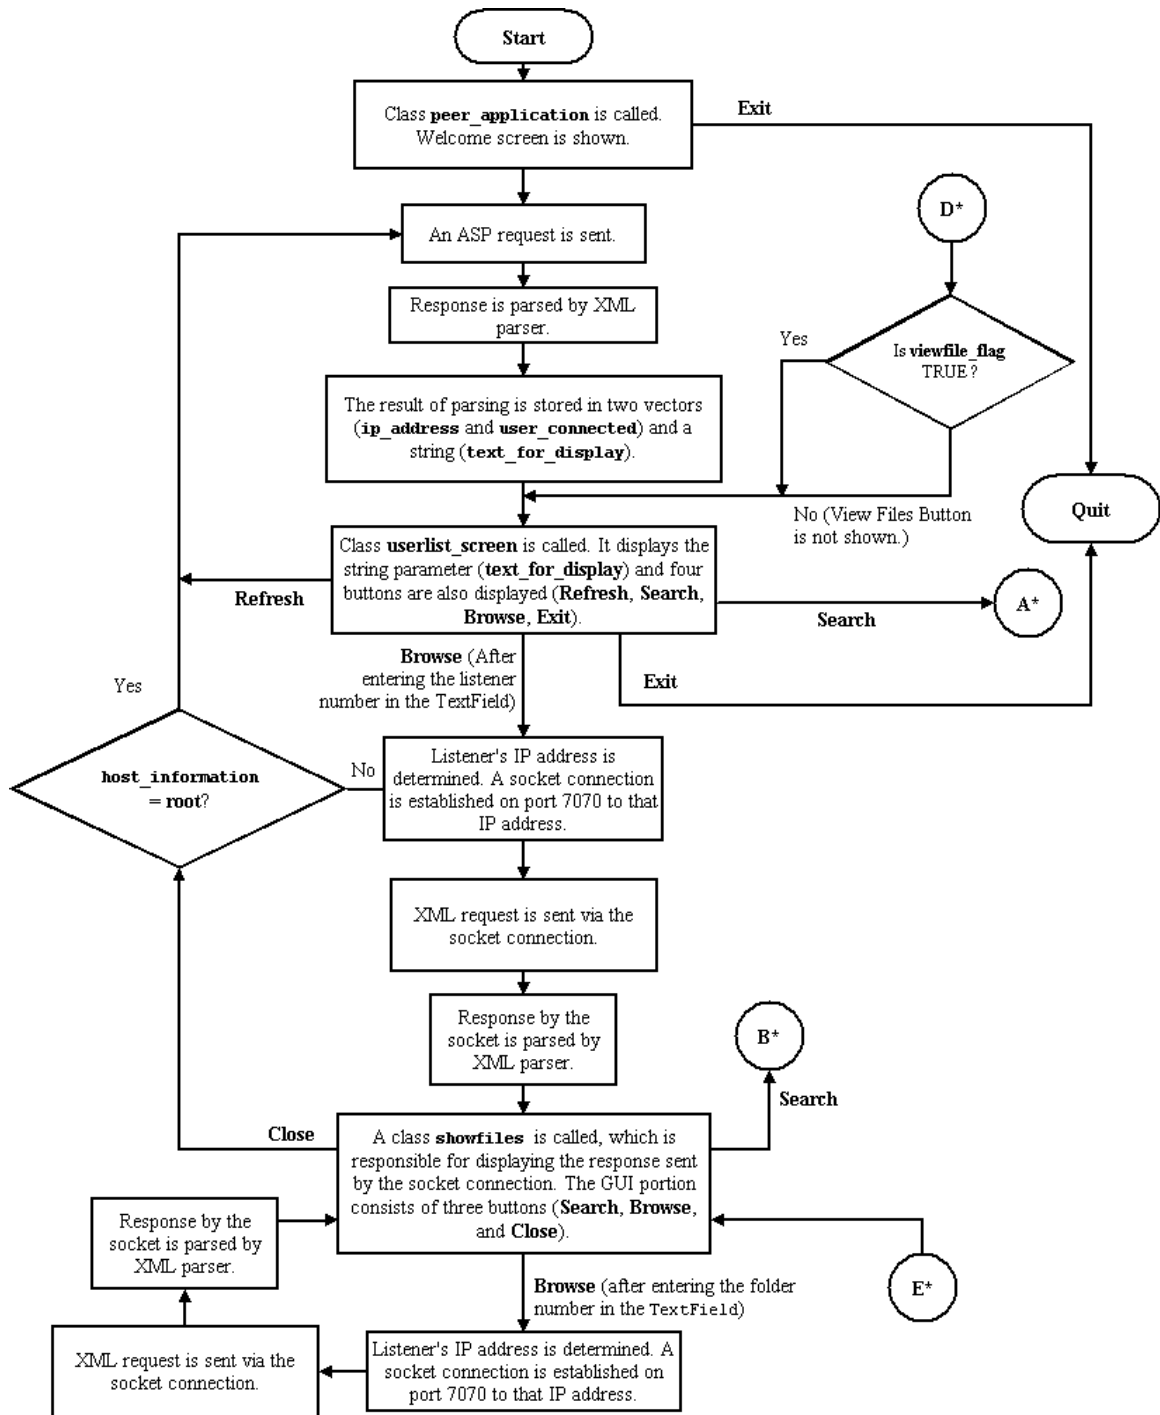 Start
Class peer_application is called.
Welcome screen is shown.
Exit
D*
An ASP request is sent.
Response is parsed by XML
parser.
Yes
Is viewfile_flag
TRUE?
The result of parsing is stored in two vectors
(ip_address and user_connected) and a
string (text_for_display).
No (View Files Button
is not shown.)
Quit
Class userlist_screen is called. It displays the
string parameter (text_for_display) and four
buttons are also displayed (Refresh, Search,
Browse, Exit).
Refresh
Search
A*
Browse (After
entering the listener
number in the TextField)
Exit
Yes
host_information
= root?
No
Listener's IP address is
determined. A socket connection
is established on port 7070 to that
IP address.
XML request is sent via the
socket connection.
Response by the
socket is parsed by
XML parser.
B*
Search
Close
A class showfiles is called, which is
responsible for displaying the response sent
by the socket connection. The GUI portion
consists of three buttons (Search, Browse,
and Close).
Response by the
socket is parsed by
XML parser.
E*
Browse (after entering the folder
number in the TextField)
XML request is sent via the
socket connection.
Listener's IP address is determined. A
socket connection is established on
port 7070 to that IP address.